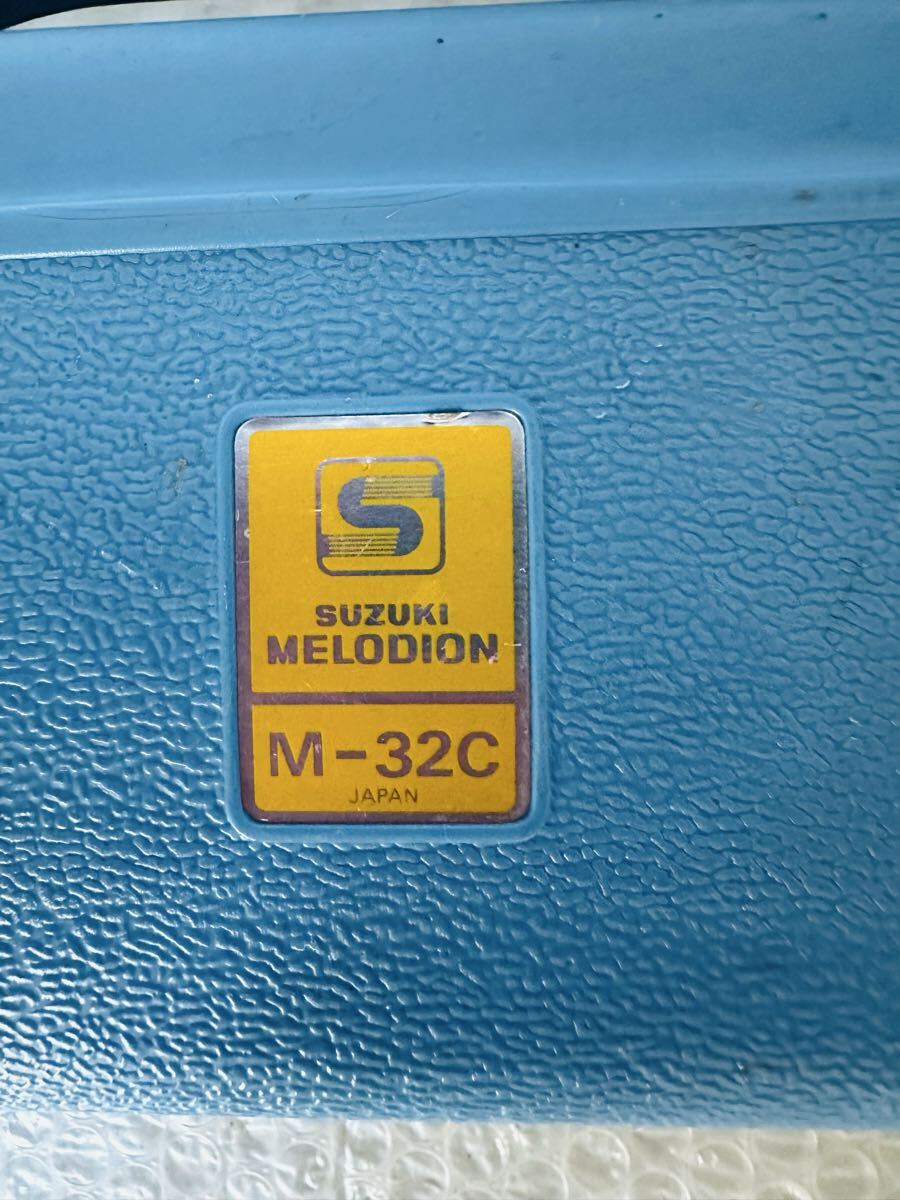 S
SUZUKI
MELODION
M-32C
JAPAN